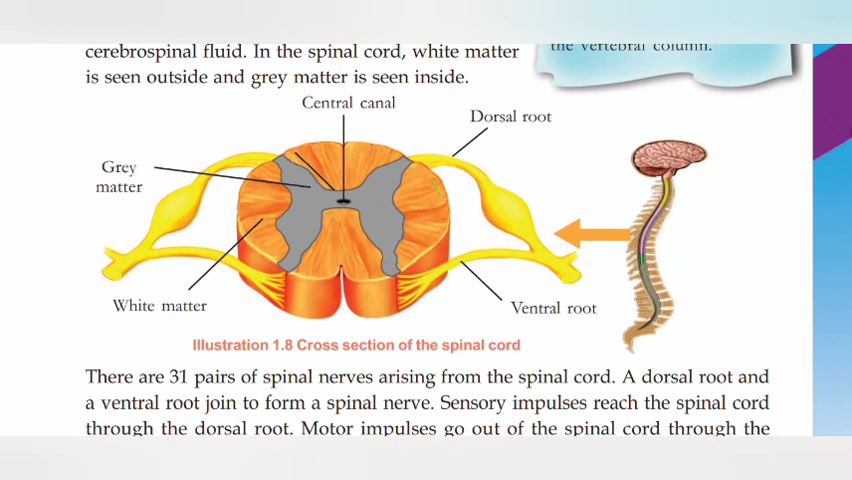 cerebrospinal fluid. In the spinal cord, white matter
is seen outside and grey matter is seen inside.
the vertebral column.
Central canal
Dorsal root
Grey
matter
White matter
Ventral root
Illustration 1.8 Cross section of the spinal cord
There are 31 pairs of spinal nerves arising from the spinal cord. A dorsal root and
a ventral root join to form a spinal nerve. Sensory impulses reach the spinal cord
through the dorsal root. Motor impulses go out of the spinal cord through the